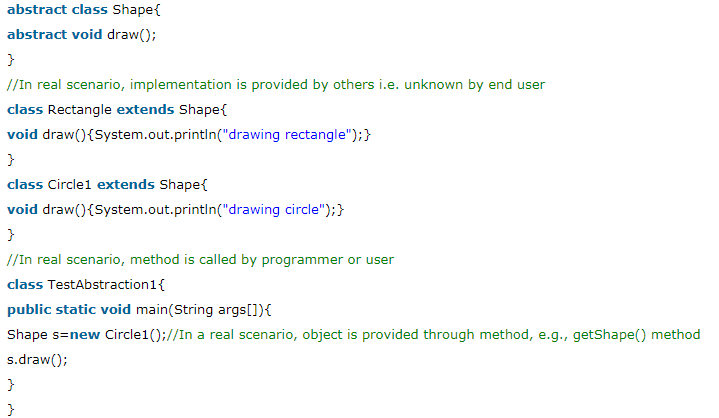 abstract class Shape{
abstract void draw();
}
//In real scenario, implementation is provided by others i.e. unknown by end user
class Rectangle extends Shape{
void draw(){System.out.println("drawing rectangle");}
}
class Circle1 extends Shape{
void draw(){System.out.println("drawing circle");}
}
//In real scenario, method is called by programmer or user
class TestAbstraction1{
public static void main(String args[]){
Shape s=new Circle1();//In a real scenario, object is provided through method, e.g., getShape() method
s.draw();
}
}